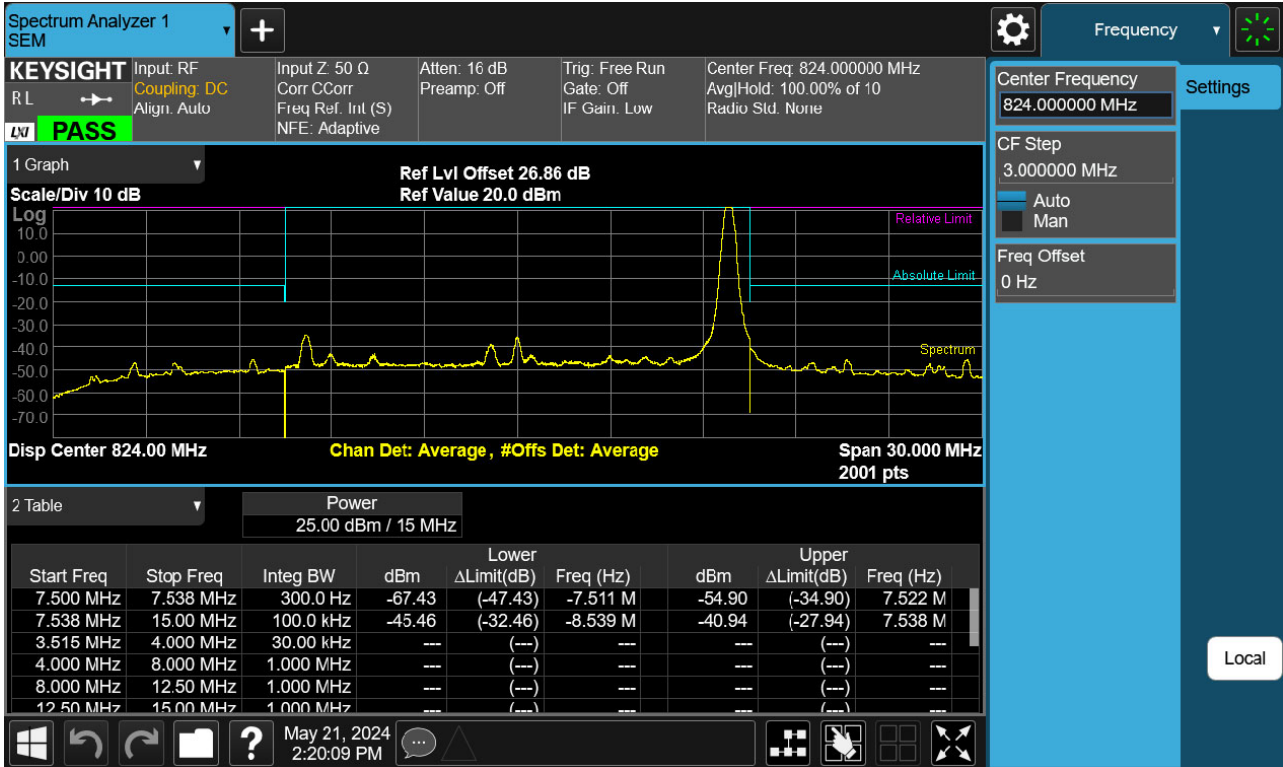 Spectrum Analyzer 1
SEM
Frequency
KEYSIGHT
R L
LXI
PASS
Input: RF
Coupling: DC
Align: Auto
Input Z: 50 Ω
Corr CCorr
Freq Ref: Int (S)
NFE: Adaptive
Atten: 16 dB
Preamp: Off
Trig: Free Run
Gate: Off
IF Gain: Low
Center Freq: 824.000000 MHz
Avg|Hold: 100.00% of 10
Radio Std: None
Center Frequency
824.000000 MHz
Settings
CF Step
3.000000 MHz
Auto
Man
Freq Offset
0 Hz
Local
1 Graph
Ref Lvl Offset 26.86 dB
Scale/Div 10 dB
Ref Value 20.0 dBm
Log
Relative Limit
10.0
0.00
Absolute Limit
-10.0
-20.0
-30.0
-40.0
Spectrum
-50.0
-60.0
-70.0
Disp Center 824.00 MHz
Chan Det: Average , #Offs Det: Average
Span 30.000 MHz
2001 pts
2 Table
Power
25.00 dBm / 15 MHz
Lower Upper
Start Freq Stop Freq Integ BW dBm ΔLimit(dB) Freq (Hz) dBm ΔLimit(dB) Freq (Hz)
7.500 MHz 7.538 MHz 300.0 Hz -67.43 (-47.43) -7.511 M -54.90 (-34.90) 7.522 M
7.538 MHz 15.00 MHz 100.0 kHz -45.46 (-32.46) -8.539 M -40.94 (-27.94) 7.538 M
3.515 MHz 4.000 MHz 30.00 kHz --- (---) --- --- (---) ---
4.000 MHz 8.000 MHz 1.000 MHz --- (---) --- --- (---) ---
8.000 MHz 12.50 MHz 1.000 MHz --- (---) --- --- (---) ---
12.50 MHz 15.00 MHz 1.000 MHz --- (---) --- --- (---) ---
May 21, 2024
2:20:09 PM